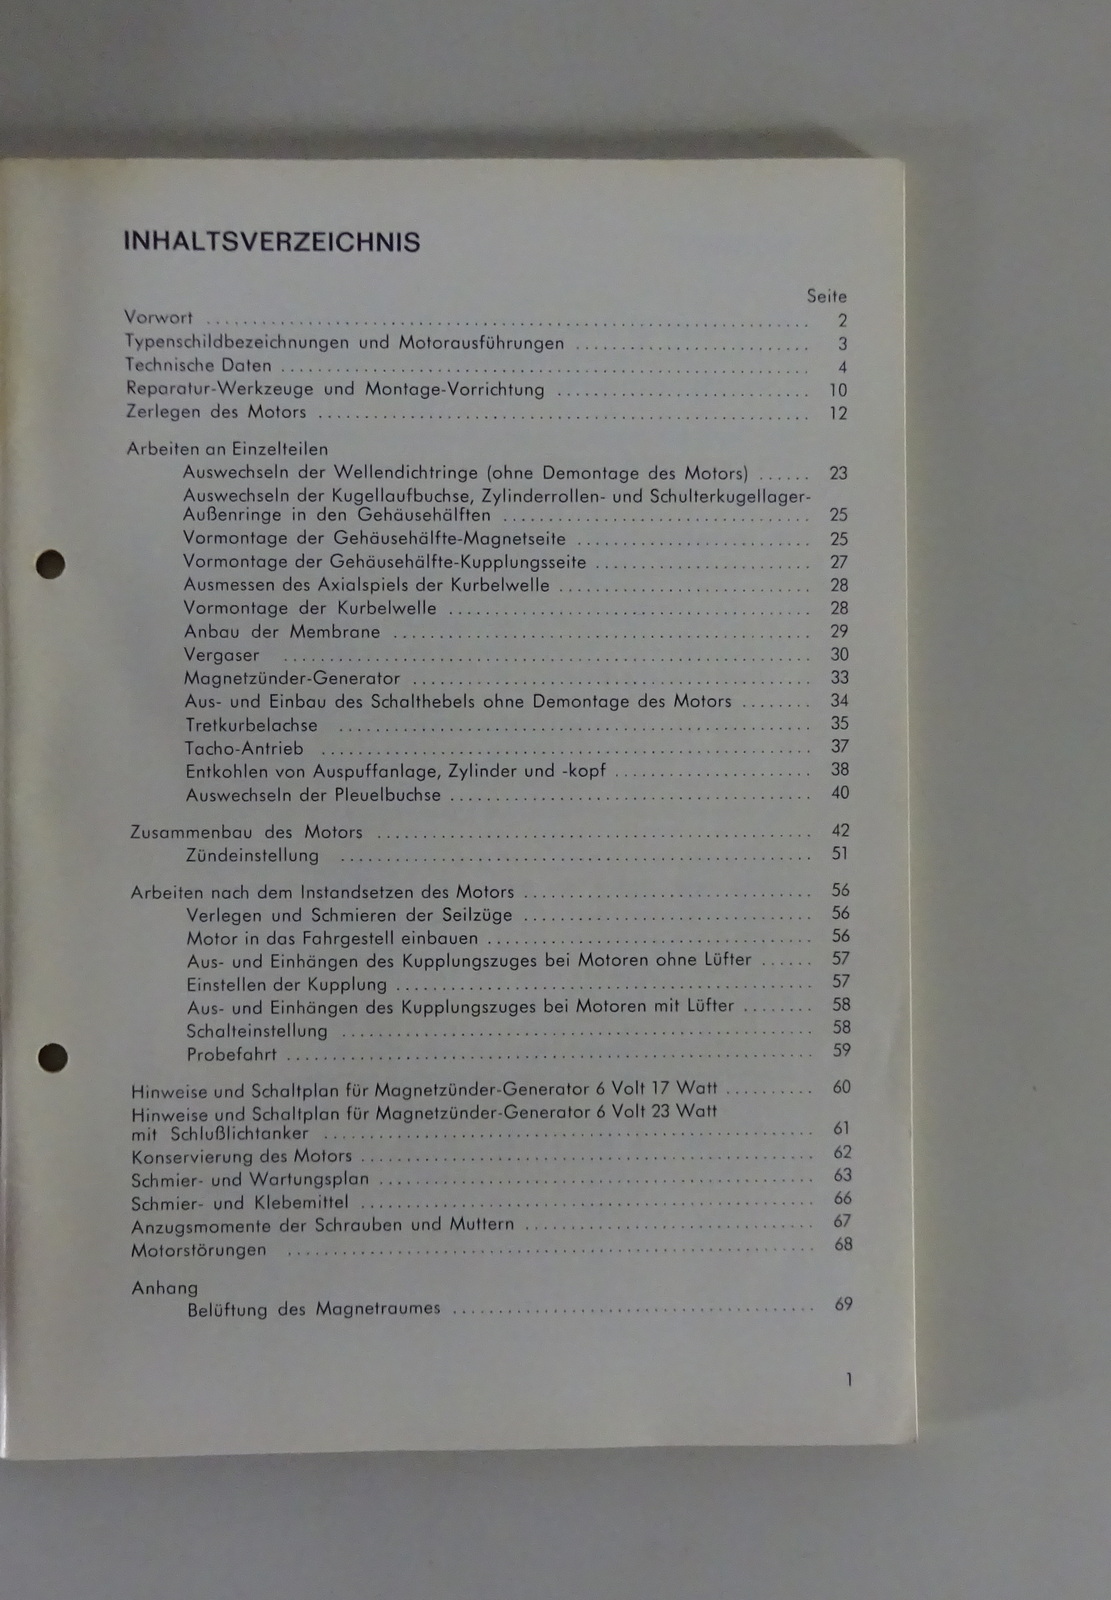 INHALTSVERZEICHNIS
Seite
Vorwort 2
Typenschildbezeichnungen und Motorausführungen 3
Technische Daten 4
Reparatur-Werkzeuge und Montage-Vorrichtung 10
Zerlegen des Motors 12
Arbeiten an Einzelteilen
Auswechseln der Wellendichtringe (ohne Demontage des Motors) 23
Auswechseln der Kugellaufbuchse, Zylinderrollen- und Schulterkugellager-
Außenringe in den Gehäusehälften 25
Vormontage der Gehäusehälfte-Magnetseite 25
Vormontage der Gehäusehälfte-Kupplungsseite 27
Ausmessen des Axialspiels der Kurbelwelle 28
Vormontage der Kurbelwelle 28
Anbau der Membrane 29
Vergaser 30
Magnetzünder-Generator 33
Aus- und Einbau des Schalthebels ohne Demontage des Motors 34
Tretkurbelachse 35
Tacho-Antrieb 37
Entkohlen von Auspuffanlage, Zylinder und -kopf 38
Auswechseln der Pleuelbuchse 40
Zusammenbau des Motors 42
Zündeinstellung 51
Arbeiten nach dem Instandsetzen des Motors 56
Verlegen und Schmieren der Seilzüge 56
Motor in das Fahrgestell einbauen 56
Aus- und Einhängen des Kupplungszuges bei Motoren ohne Lüfter 57
Einstellen der Kupplung 57
Aus- und Einhängen des Kupplungszuges bei Motoren mit Lüfter 58
Schalteinstellung 58
Probefahrt 59
Hinweise und Schaltplan für Magnetzünder-Generator 6 Volt 17 Watt 60
Hinweise und Schaltplan für Magnetzünder-Generator 6 Volt 23 Watt
mit Schlußlichtanker 61
Konservierung des Motors 62
Schmier- und Wartungsplan 63
Schmier- und Klebemittel 66
Anzugsmomente der Schrauben und Muttern 67
Motorstörungen 68
Anhang
Belüftung des Magnetraumes 69
1